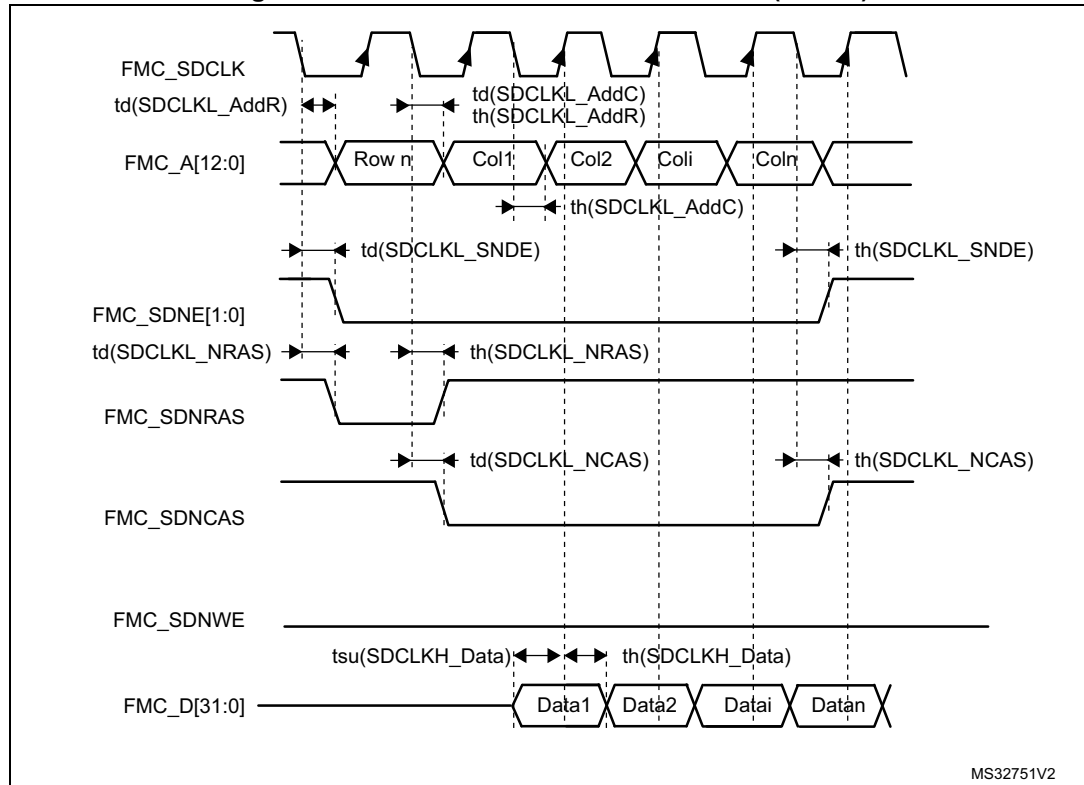 FMC_SDCLK
td(SDCLKL_AddR)
td(SDCLKL_AddC)
th(SDCLKL_AddR)
FMC_A[12:0]
Row n
Col1
Col2
Coli
Coln
th(SDCLKL_AddC)
td(SDCLKL_SNDE)
th(SDCLKL_SNDE)
FMC_SDNE[1:0]
td(SDCLKL_NRAS)
th(SDCLKL_NRAS)
FMC_SDNRAS
td(SDCLKL_NCAS)
th(SDCLKL_NCAS)
FMC_SDNCAS
FMC_SDNWE
tsu(SDCLKH_Data)
th(SDCLKH_Data)
FMC_D[31:0]
Data1
Data2
Datai
Datan
MS32751V2